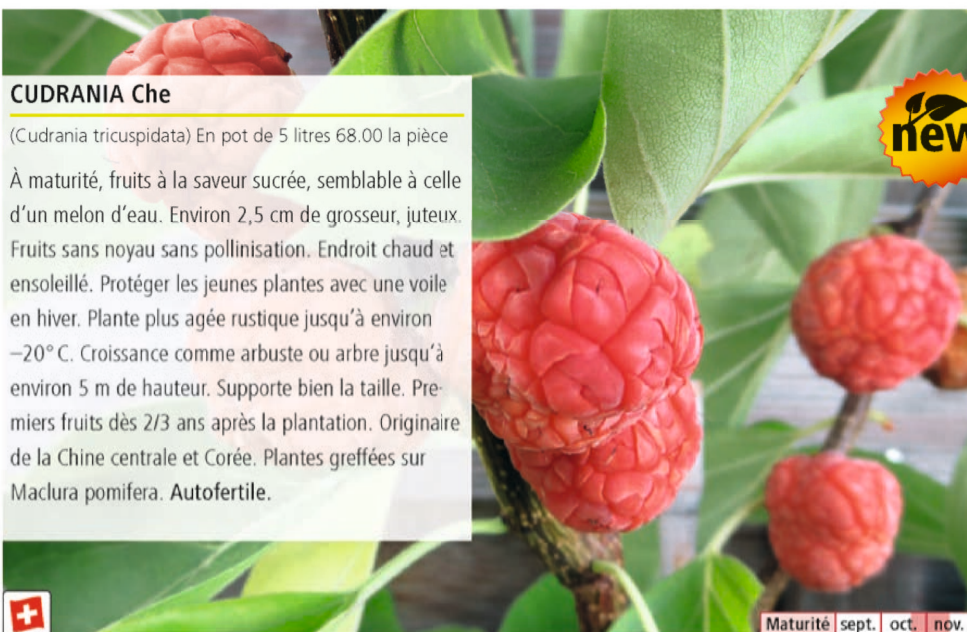 CUDRANIA Che
(Cudrania tricuspidata) En pot de 5 litres 68.00 la pièce
À maturité, fruits à la saveur sucrée, semblable à celle
d'un melon d'eau. Environ 2,5 cm de grosseur, juteux.
Fruits sans noyau sans pollinisation. Endroit chaud et
ensoleillé. Protéger les jeunes plantes avec une voile
en hiver. Plante plus agée rustique jusqu'à environ
–20° C. Croissance comme arbuste ou arbre jusqu'à
environ 5 m de hauteur. Supporte bien la taille. Pre-
miers fruits dès 2/3 ans après la plantation. Originaire
de la Chine centrale et Corée. Plantes greffées sur
Maclura pomifera. Autofertile.
new
Maturité sept. oct. nov.